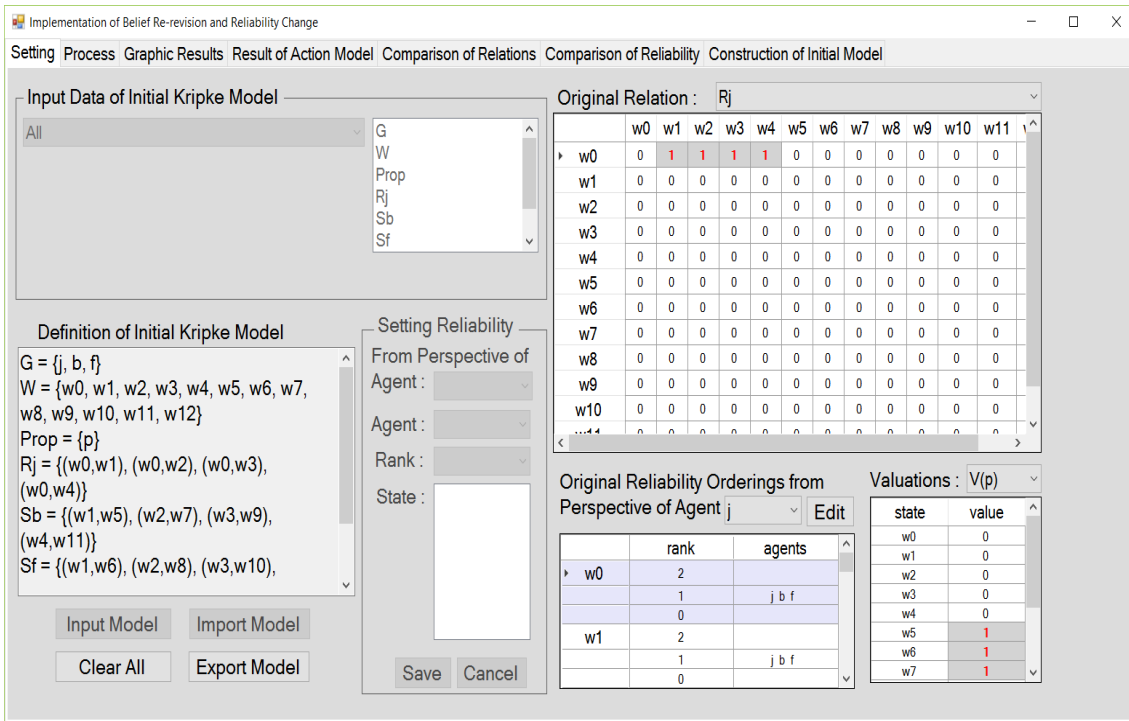 Implementation of Belief Re-revision and Reliability Change
Setting Process Graphic Results Result of Action Model Comparison of Relations Comparison of Reliability Construction of Initial Model
Input Data of Initial Kripke Model
All
G
W
Prop
Rj
Sb
Sf
Definition of Initial Kripke Model
G = {j, b, f}
W = {w0, w1, w2, w3, w4, w5, w6, w7,
w8, w9, w10, w11, w12}
Prop = {p}
Rj = {(w0,w1), (w0,w2), (w0,w3),
(w0,w4)}
Sb = {(w1,w5), (w2,w7), (w3,w9),
(w4,w11)}
Sf = {(w1,w6), (w2,w8), (w3,w10),
Input Model Import Model
Clear All Export Model
Setting Reliability
From Perspective of
Agent :
Agent :
Rank :
State :
Save Cancel
Original Relation : Rj
w0 w1 w2 w3 w4 w5 w6 w7 w8 w9 w10 w11
w0 0 1 1 1 1 0 0 0 0 0 0 0
w1 0 0 0 0 0 0 0 0 0 0 0 0
w2 0 0 0 0 0 0 0 0 0 0 0 0
w3 0 0 0 0 0 0 0 0 0 0 0 0
w4 0 0 0 0 0 0 0 0 0 0 0 0
w5 0 0 0 0 0 0 0 0 0 0 0 0
w6 0 0 0 0 0 0 0 0 0 0 0 0
w7 0 0 0 0 0 0 0 0 0 0 0 0
w8 0 0 0 0 0 0 0 0 0 0 0 0
w9 0 0 0 0 0 0 0 0 0 0 0 0
w10 0 0 0 0 0 0 0 0 0 0 0 0
Original Reliability Orderings from
Perspective of Agent j Edit
rank agents
w0 2
1 j b f
0
w1 2
1 j b f
0
Valuations : V(p)
state value
w0 0
w1 0
w2 0
w3 0
w4 0
w5 1
w6 1
w7 1